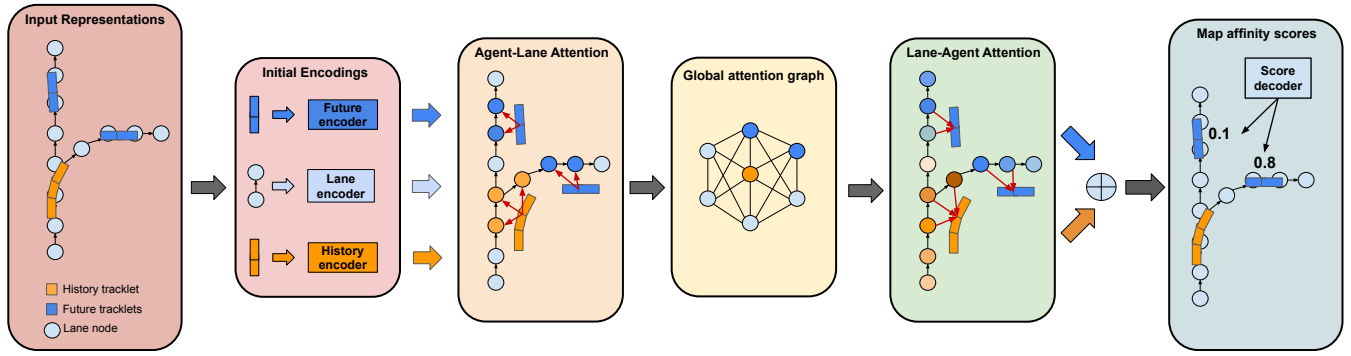 Input Representations
History tracklet
Future tracklets
Lane node
Initial Encodings
Future
encoder
Lane
encoder
History
encoder
Agent-Lane Attention
Global attention graph
Lane-Agent Attention
Map affinity scores
Score
decoder
0.1
0.8